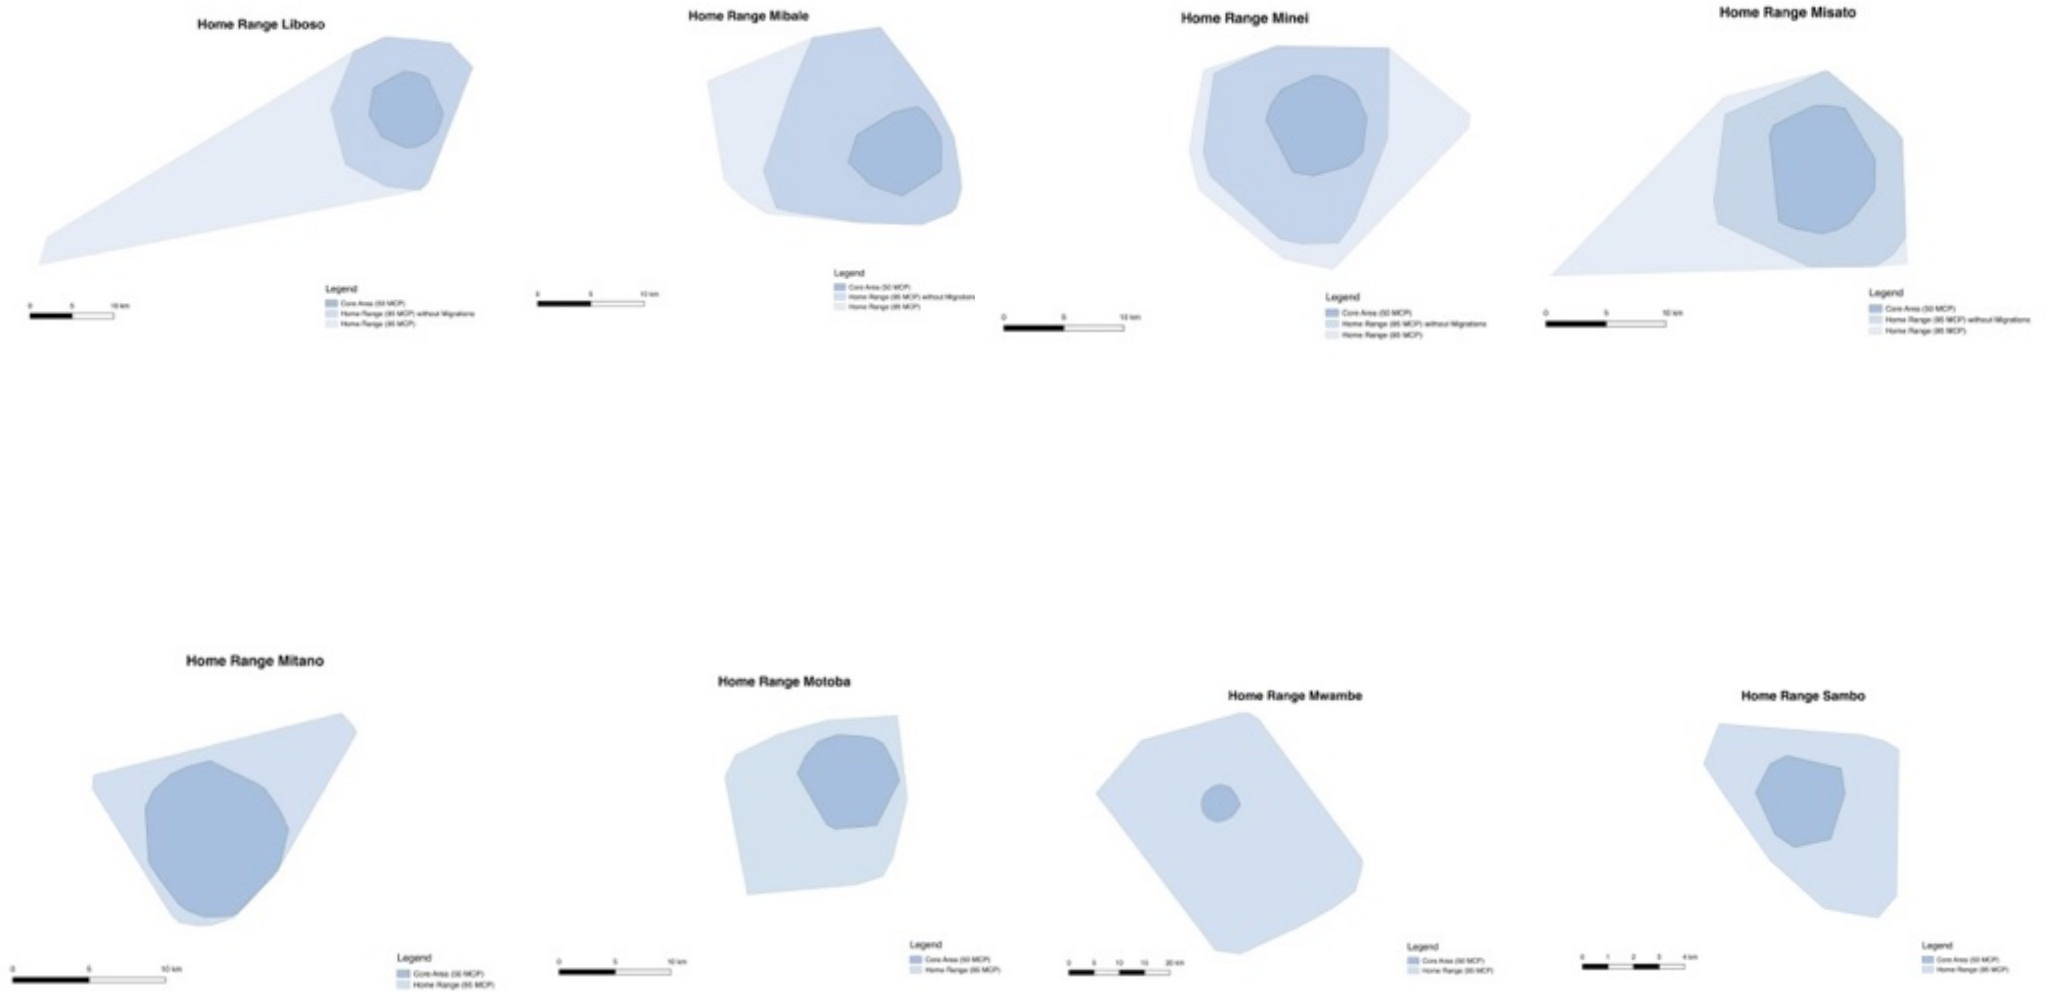 Home Range Liboso
0 5 10 km
Legend
Core Area (50 MCP)
Home Range (95 MCP) without Migrations
Home Range (95 MCP)
Home Range Mibale
0 5 10 km
Legend
Core Area (50 MCP)
Home Range (95 MCP) without Migrations
Home Range (95 MCP)
Home Range Minei
0 5 10 km
Legend
Core Area (50 MCP)
Home Range (95 MCP) without Migrations
Home Range (95 MCP)
Home Range Misato
0 5 10 km
Legend
Core Area (50 MCP)
Home Range (95 MCP) without Migrations
Home Range (95 MCP)
Home Range Mitano
0 5 10 km
Legend
Core Area (50 MCP)
Home Range (95 MCP)
Home Range Motoba
0 5 10 km
Legend
Core Area (50 MCP)
Home Range (95 MCP)
Home Range Mwambe
0 5 10 15 20 km
Legend
Core Area (50 MCP)
Home Range (95 MCP)
Home Range Sambo
0 1 2 3 4 km
Legend
Core Area (50 MCP)
Home Range (95 MCP)